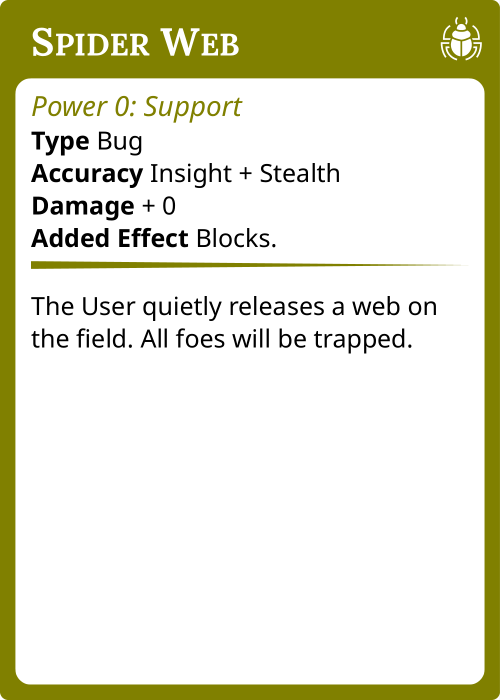 Spider Web
Power 0: Support
Type Bug
Accuracy Insight + Stealth
Damage + 0
Added Effect Blocks.
The User quietly releases a web on
the field. All foes will be trapped.